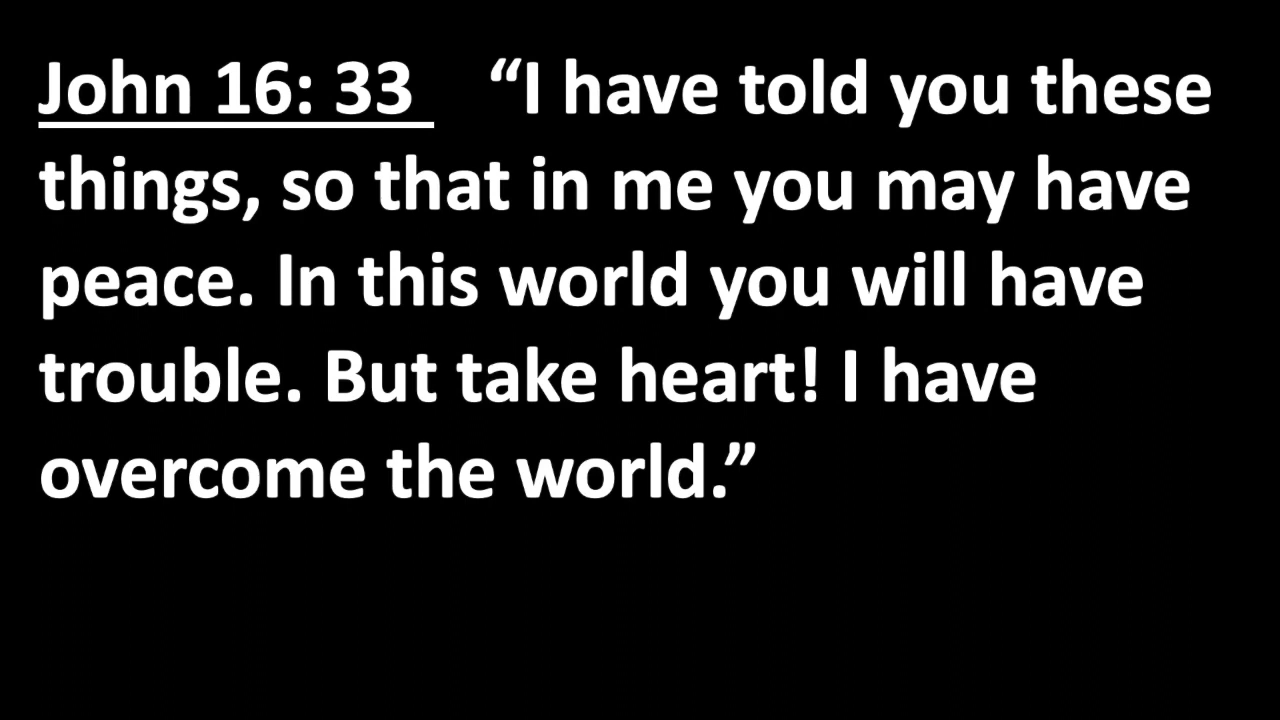 John 16: 33 “I have told you these
things, so that in me you may have
peace. In this world you will have
trouble. But take heart! I have
overcome the world.”